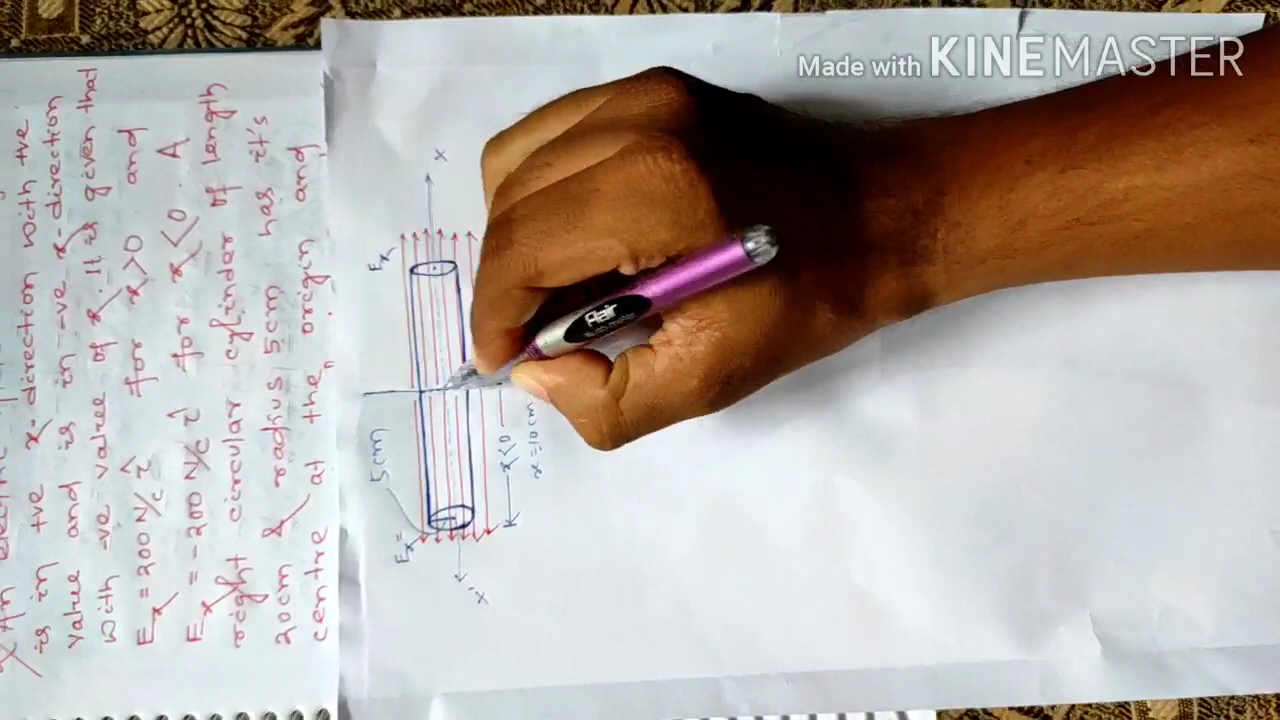 is in +ve x-direction with +ve
value and is in -ve x-direction
with -ve value of x. It is given that
Ex = 200 N/C î for x>0 and
Ex = -200 N/C î for x<0. A
right circular cylinder of length
20cm & radius 5cm has it's
centre at the origin and
Ex
X
5cm
Ex =
X'
x<0
x=10cm
Flair
Made with KINEMASTER